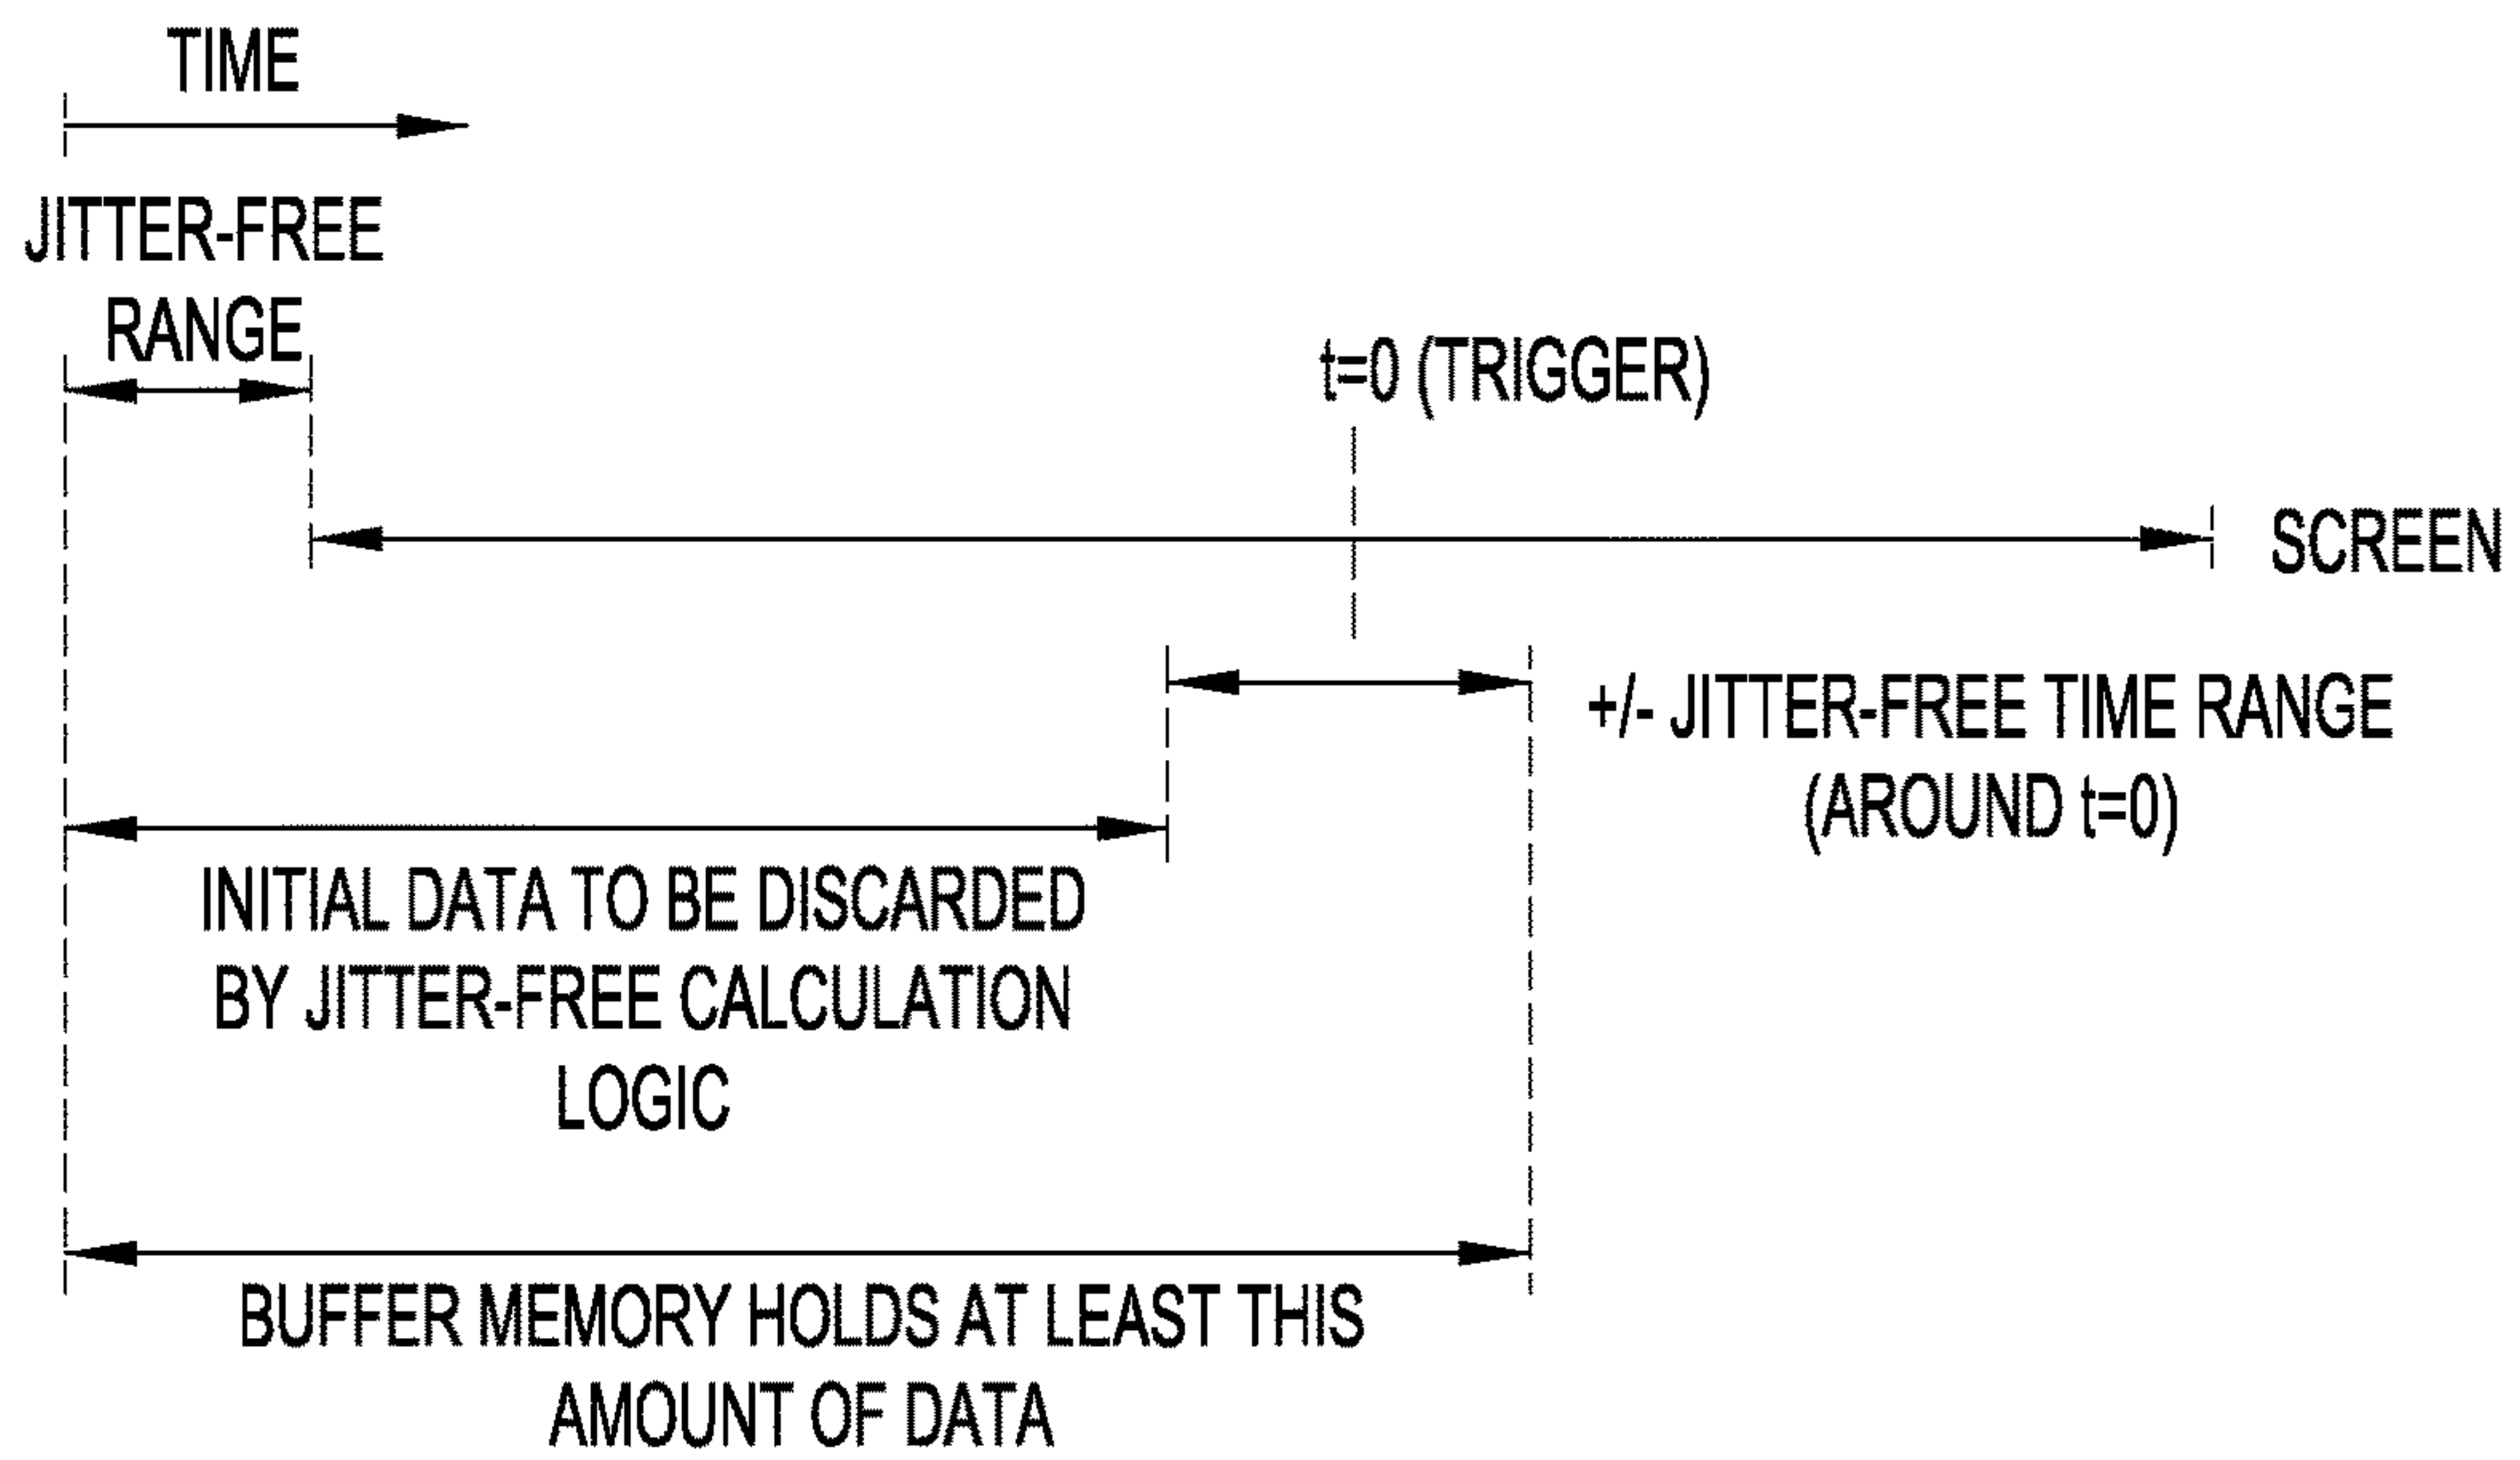 TIME
JITTER-FREE
RANGE
t=0 (TRIGGER)
SCREEN
+/- JITTER-FREE TIME RANGE
(AROUND t=0)
INITIAL DATA TO BE DISCARDED
BY JITTER-FREE CALCULATION
LOGIC
BUFFER MEMORY HOLDS AT LEAST THIS
AMOUNT OF DATA